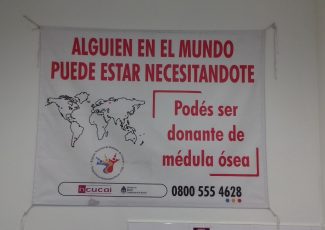 ALGUIEN EN EL MUNDO
PUEDE ESTAR NECESITANDOTE
Podés ser
donante de
médula ósea
incucai
0800 555 4628